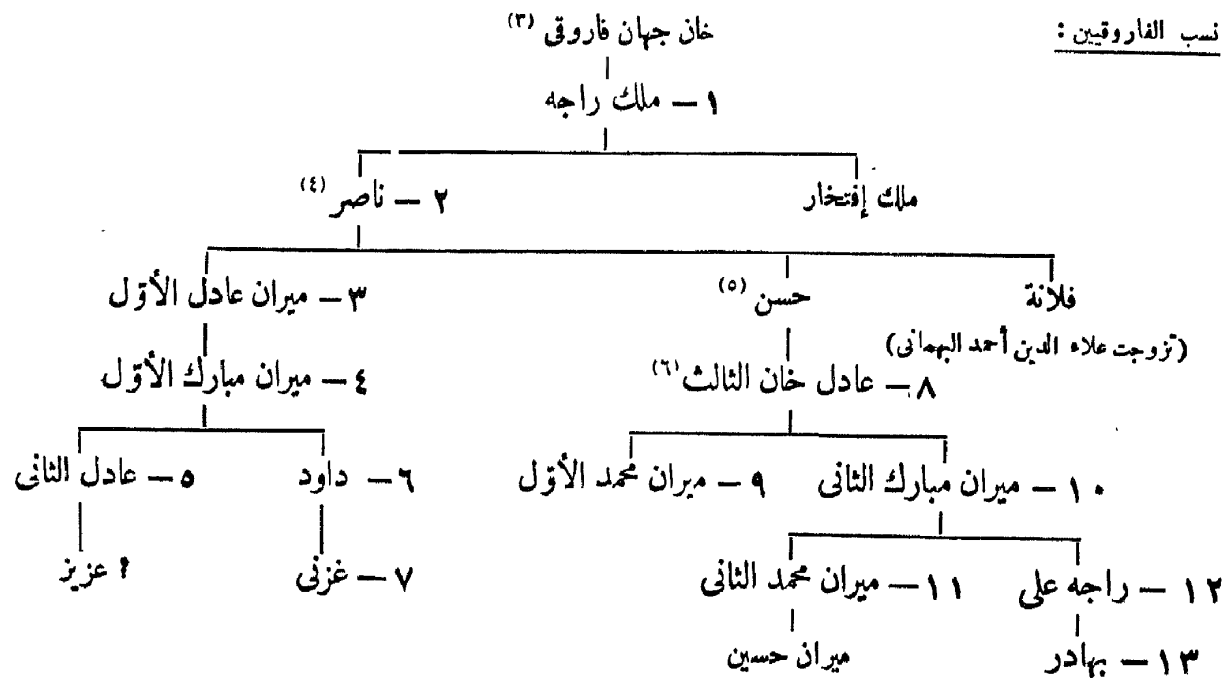 نسب الفاروقيين :
خان جهان فاروقى (٣)
١ — ملك راجه
ملك إفتخار
٢ — ناصر (٤)
فلانة
(تزوجت علاء الدين أحمد البهمانى)
حسن (٥)
٣ — ميران عادل الأوّل
٨ — عادل خان الثالث (٦)
٤ — ميران مبارك الأوّل
١٠ — ميران مبارك الثانى
٩ — ميران محمد الأوّل
٦ — داود
٥ — عادل الثانى
١٢ — راجه على
١١ — ميران محمد الثانى
٧ — غزنى
؟ عزيز
١٣ — بهادر
ميران حسين